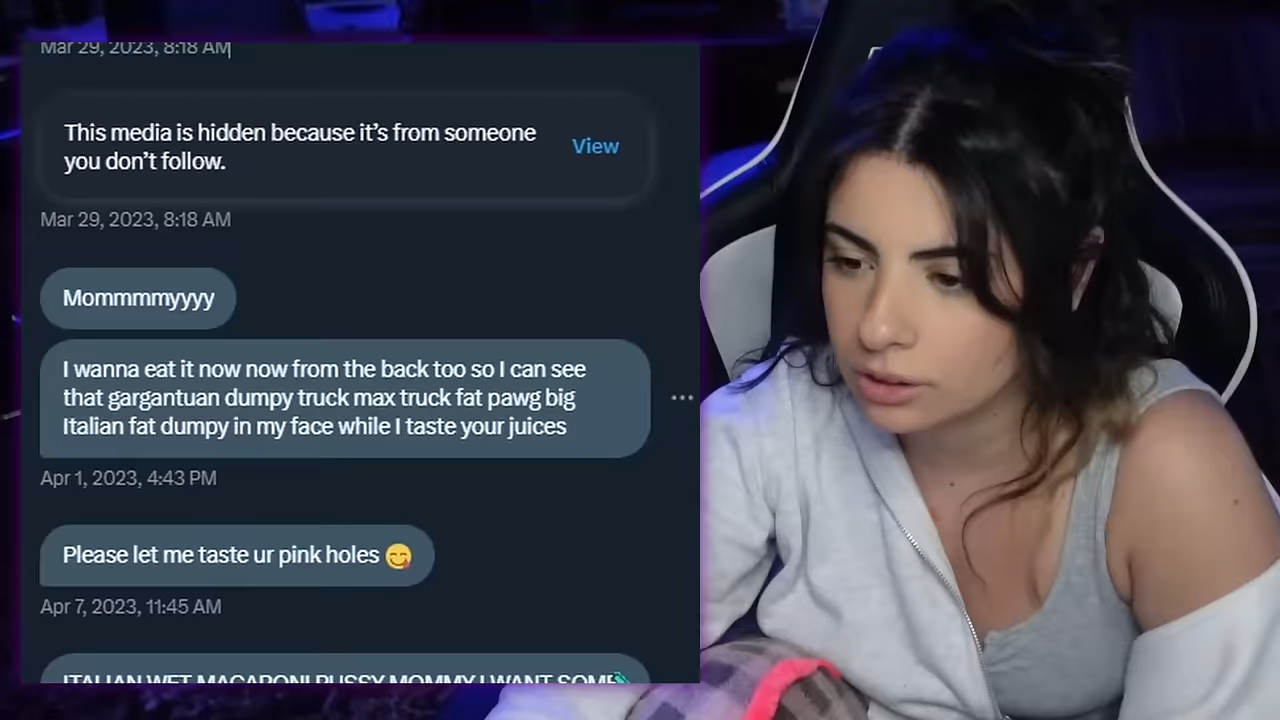 Mar 29, 2023, 8:18 AM
This media is hidden because it's from someone
you don't follow.
View
Mar 29, 2023, 8:18 AM
Mommmmyyyy
I wanna eat it now now from the back too so I can see
that gargantuan dumpy truck max truck fat pawg big
Italian fat dumpy in my face while I taste your juices
Apr 1, 2023, 4:43 PM
Please let me taste ur pink holes 😋
Apr 7, 2023, 11:45 AM
ITALIAN WET MACARONI PUSSY MOMMY I WANT SOME